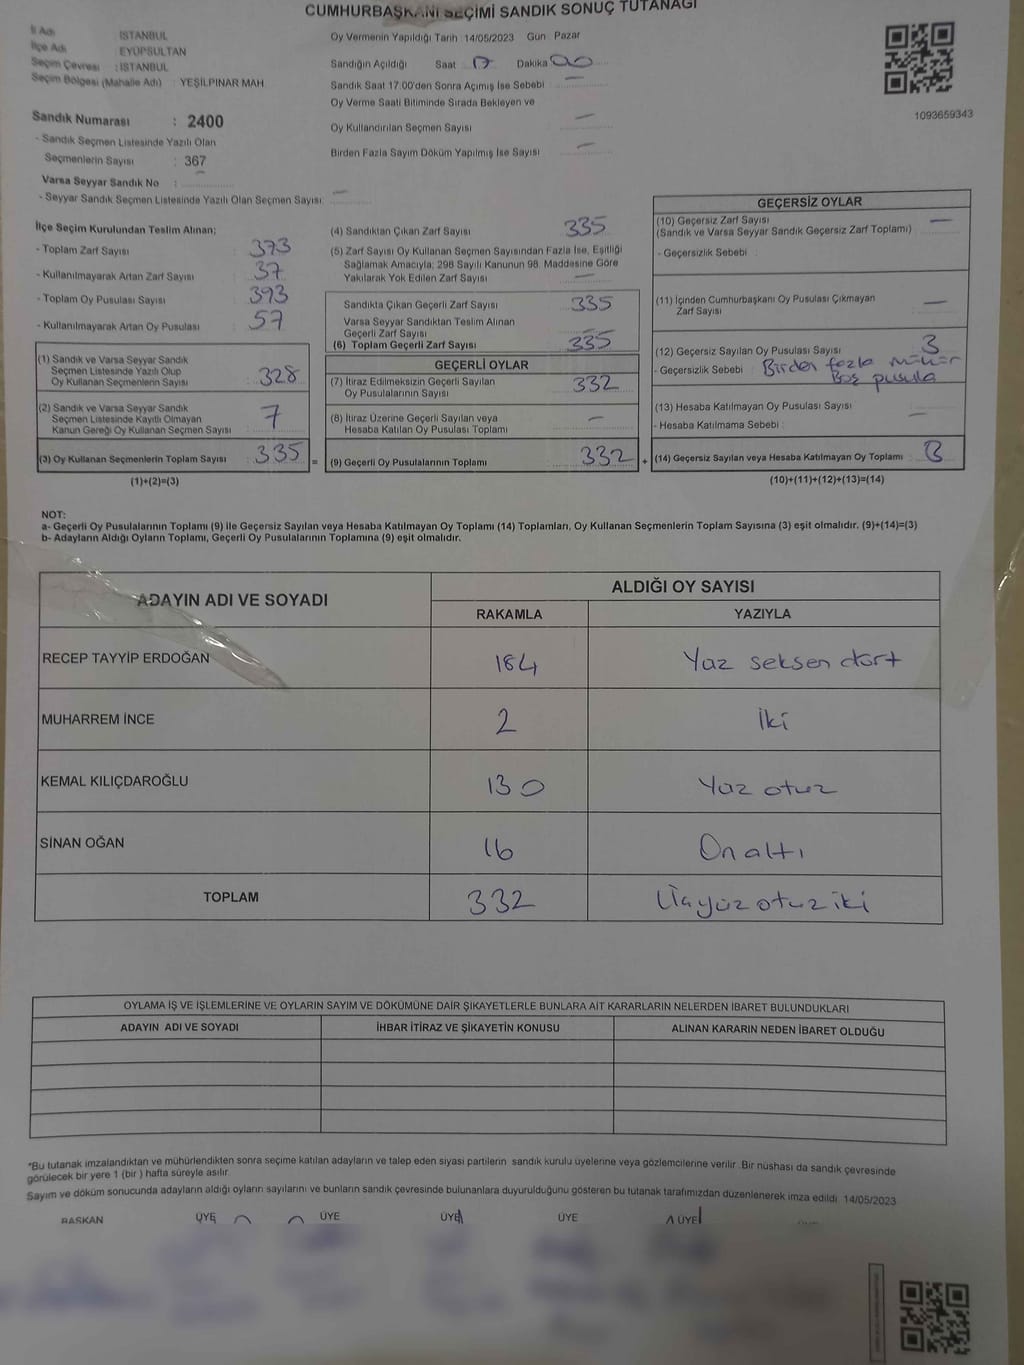 CUMHURBAŞKANI SEÇİMİ SANDIK SONUÇ TUTANAĞI
İl Adı : İSTANBUL
İlçe Adı : EYÜPSULTAN
Seçim Çevresi : İSTANBUL
Seçim Bölgesi (Mahalle Adı) : YEŞİLPINAR MAH
Oy Vermenin Yapıldığı Tarih 14/05/2023 Gün Pazar
Sandığın Açıldığı Saat 17 Dakika 00
Sandık Saat 17:00'den Sonra Açımış İse Sebebi —
Oy Verme Saati Bitiminde Sırada Bekleyen ve
Oy Kullandırılan Seçmen Sayısı —
Birden Fazla Sayım Döküm Yapılmış İse Sayısı —
1093659343
Sandık Numarası : 2400
- Sandık Seçmen Listesinde Yazılı Olan
Seçmenlerin Sayısı : 367
Varsa Seyyar Sandık No : —
- Seyyar Sandık Seçmen Listesinde Yazılı Olan Seçmen Sayısı: —
İlçe Seçim Kurulundan Teslim Alınan;
- Toplam Zarf Sayısı : 373
- Kullanılmayarak Artan Zarf Sayısı : 37
- Toplam Oy Pusulası Sayısı : 393
- Kullanılmayarak Artan Oy Pusulası : 57
(1) Sandık ve Varsa Seyyar Sandık
Seçmen Listesinde Yazılı Olup
Oy Kullanan Seçmenlerin Sayısı : 328
(2) Sandık ve Varsa Seyyar Sandık
Seçmen Listesinde Kayıtlı Olmayan
Kanun Gereği Oy Kullanan Seçmen Sayısı : 7
(3) Oy Kullanan Seçmenlerin Toplam Sayısı : 335
(1)+(2)=(3)
(4) Sandıktan Çıkan Zarf Sayısı 335
(5) Zarf Sayısı Oy Kullanan Seçmen Sayısından Fazla İse, Eşitliği
Sağlamak Amacıyla; 298 Sayılı Kanunun 98. Maddesine Göre
Yakılarak Yok Edilen Zarf Sayısı —
Sandıkta Çıkan Geçerli Zarf Sayısı 335
Varsa Seyyar Sandıktan Teslim Alınan
Geçerli Zarf Sayısı —
(6) Toplam Geçerli Zarf Sayısı 335
GEÇERLİ OYLAR
(7) İtiraz Edilmeksizin Geçerli Sayılan
Oy Pusulalarının Sayısı 332
(8) İtiraz Üzerine Geçerli Sayılan veya
Hesaba Katılan Oy Pusulası Toplamı —
= (9) Geçerli Oy Pusulalarının Toplamı 332
GEÇERSİZ OYLAR
(10) Geçersiz Zarf Sayısı —
(Sandık ve Varsa Seyyar Sandık Geçersiz Zarf Toplamı)
- Geçersizlik Sebebi
(11) İçinden Cumhurbaşkanı Oy Pusulası Çıkmayan
Zarf Sayısı —
(12) Geçersiz Sayılan Oy Pusulası Sayısı 3
- Geçersizlik Sebebi : Birden fazla mühür
Boş pusula
(13) Hesaba Katılmayan Oy Pusulası Sayısı —
- Hesaba Katılmama Sebebi :
+ (14) Geçersiz Sayılan veya Hesaba Katılmayan Oy Toplamı : 3
(10)+(11)+(12)+(13)=(14)
NOT:
a- Geçerli Oy Pusulalarının Toplamı (9) ile Geçersiz Sayılan veya Hesaba Katılmayan Oy Toplamı (14) Toplamları, Oy Kullanan Seçmenlerin Toplam Sayısına (3) eşit olmalıdır. (9)+(14)=(3)
b- Adayların Aldığı Oyların Toplamı, Geçerli Oy Pusulalarının Toplamına (9) eşit olmalıdır.
ADAYIN ADI VE SOYADI
ALDIĞI OY SAYISI
RAKAMLA YAZIYLA
RECEP TAYYİP ERDOĞAN 184 Yüz seksen dört
MUHARREM İNCE 2 İki
KEMAL KILIÇDAROĞLU 130 Yüz otuz
SİNAN OĞAN 16 On altı
TOPLAM 332 Üçyüz otuz iki
OYLAMA İŞ VE İŞLEMLERİNE VE OYLARIN SAYIM VE DÖKÜMÜNE DAİR ŞİKAYETLERLE BUNLARA AİT KARARLARIN NELERDEN İBARET BULUNDUKLARI
ADAYIN ADI VE SOYADI İHBAR İTİRAZ VE ŞİKAYETİN KONUSU ALINAN KARARIN NEDEN İBARET OLDUĞU
*Bu tutanak imzalandıktan ve mühürlendikten sonra seçime katılan adayların ve talep eden siyasi partilerin sandık kurulu üyelerine veya gözlemcilerine verilir. Bir nüshası da sandık çevresinde
görülecek bir yere 1 (bir) hafta süreyle asılır.
Sayım ve döküm sonucunda adayların aldığı oyların sayılarını ve bunların sandık çevresinde bulunanlara duyurulduğunu gösteren bu tutanak tarafımızdan düzenlenerek imza edildi 14/05/2023
BAŞKAN ÜYE ÜYE ÜYE ÜYE ÜYE